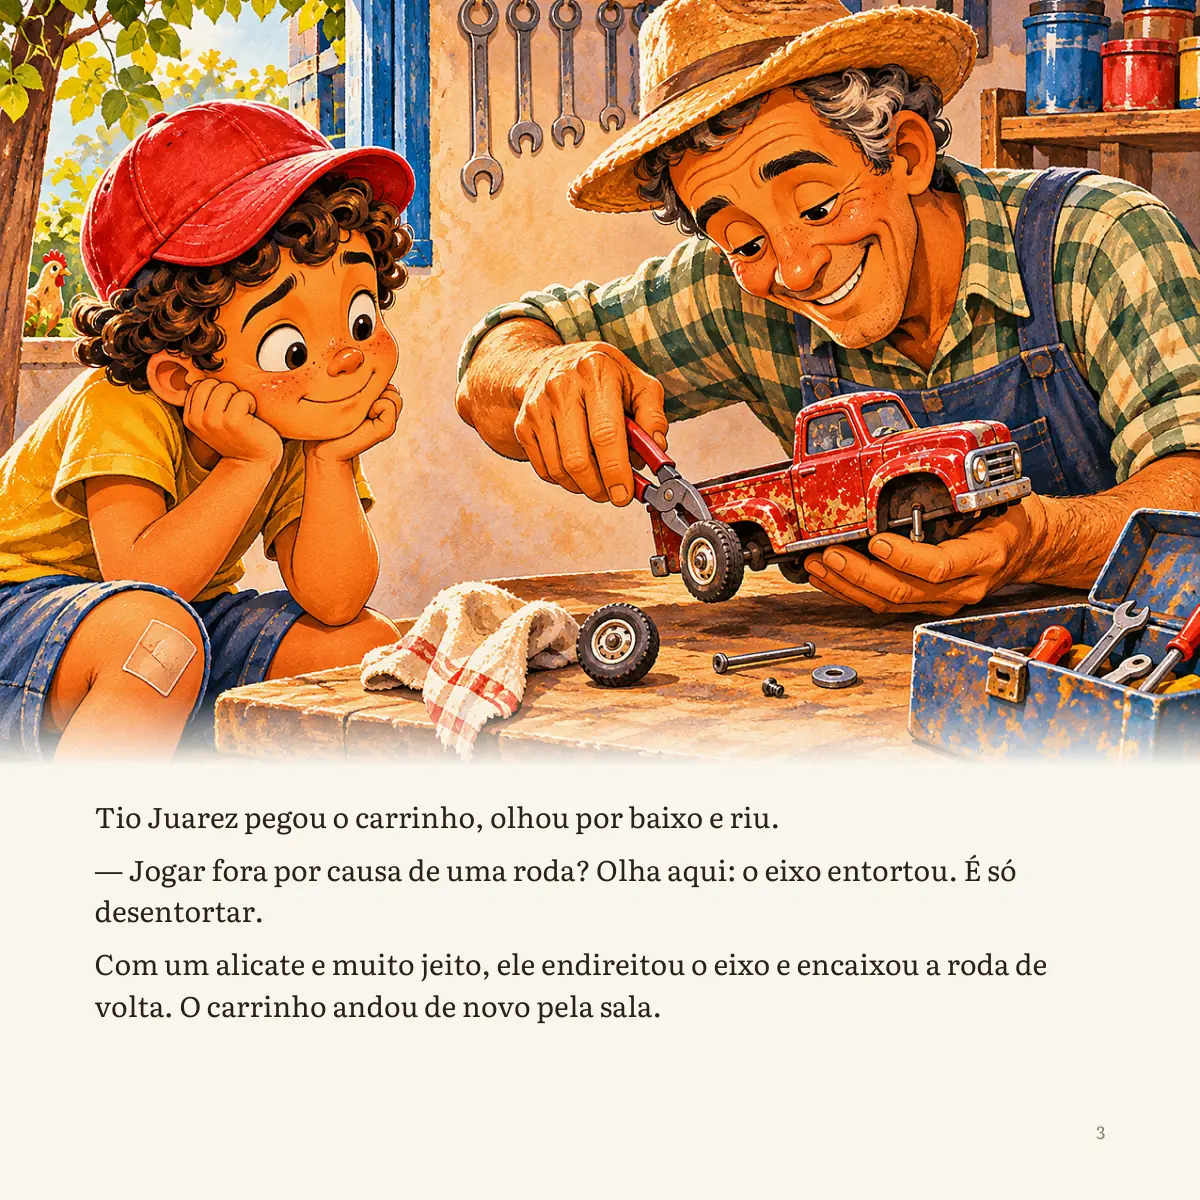 Tio Juarez pegou o carrinho, olhou por baixo e riu.
— Jogar fora por causa de uma roda? Olha aqui: o eixo entortou. É só
desentortar.
Com um alicate e muito jeito, ele endireitou o eixo e encaixou a roda de
volta. O carrinho andou de novo pela sala.
3